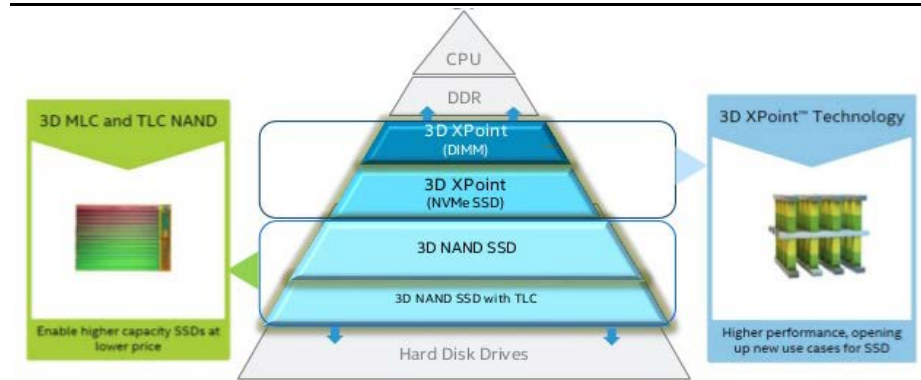 CPU
DDR
3D MLC and TLC NAND
3D XPoint™ Technology
3D XPoint
(DIMM)
3D XPoint
(NVMe SSD)
3D NAND SSD
3D NAND SSD with TLC
Enable higher capacity SSDs at
lower price
Higher performance, opening
up new use cases for SSD
Hard Disk Drives